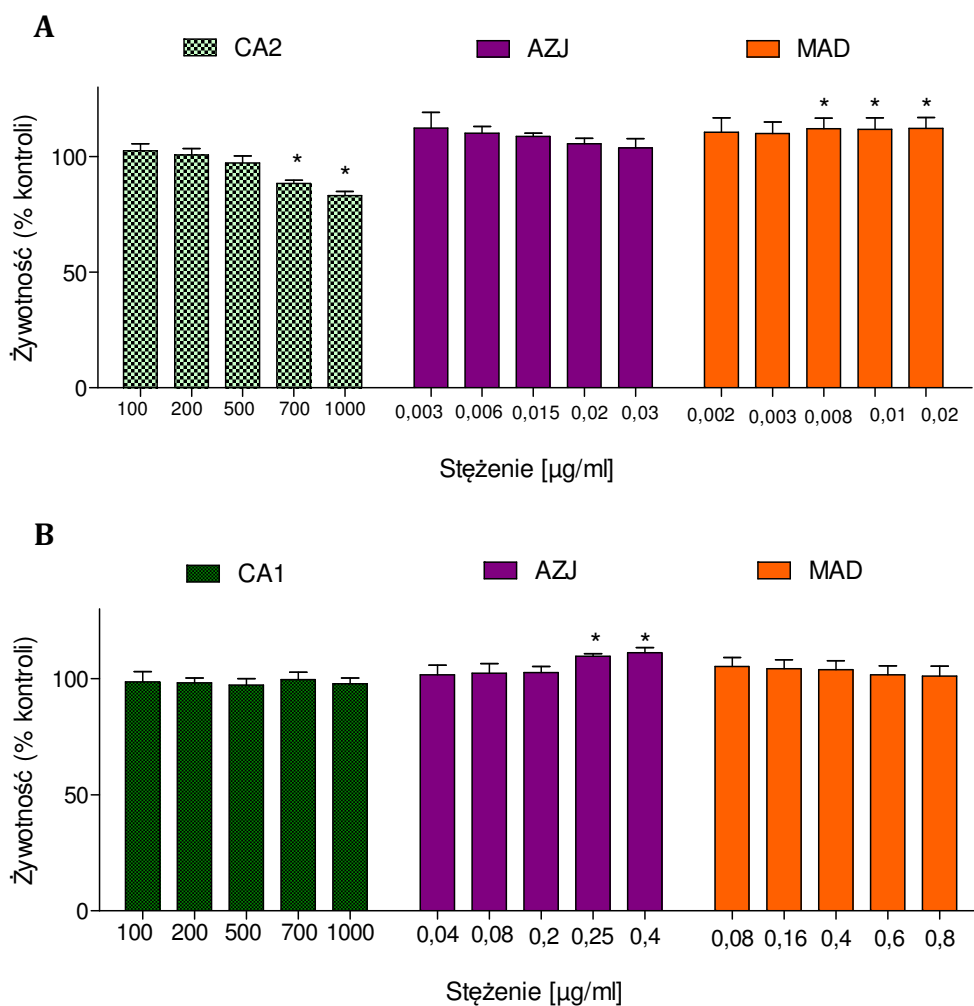 A
CA2 AZJ MAD
Żywotność (% kontroli)
* * * * *
100
50
0
100 200 500 700 1000 0,003 0,006 0,015 0,02 0,03 0,002 0,003 0,008 0,01 0,02
Stężenie [µg/ml]
B
CA1 AZJ MAD
Żywotność (% kontroli)
* *
100
50
0
100 200 500 700 1000 0,04 0,08 0,2 0,25 0,4 0,08 0,16 0,4 0,6 0,8
Stężenie [µg/ml]